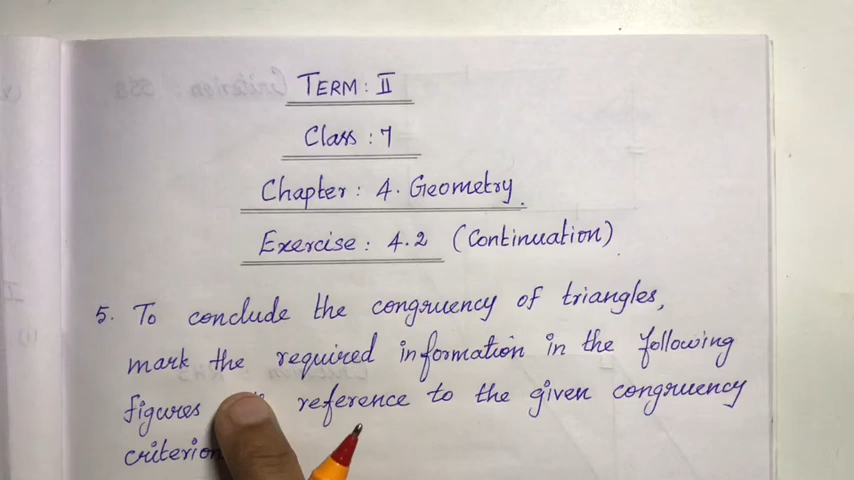 TERM: II
Class: 7
Chapter: 4. Geometry.
Exercise: 4.2 (Continuation)
5. To conclude the congruency of triangles,
mark the required information in the following
figures reference to the given congruency
criterion